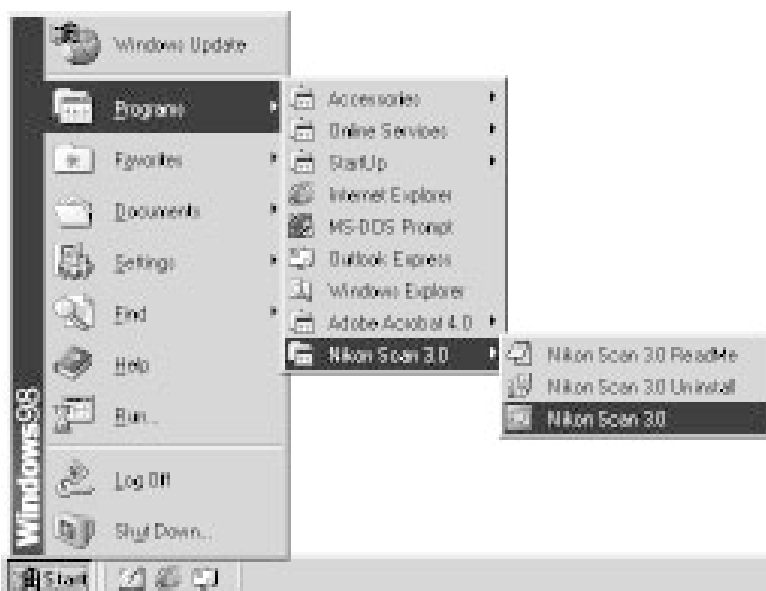 Windows Update
Programs
Favorites
Documents
Settings
Find
Help
Run...
Log Off
Shut Down...
Windows98
Start
Accessories
Online Services
StartUp
Internet Explorer
MS-DOS Prompt
Outlook Express
Windows Explorer
Adobe Acrobat 4.0
Nikon Scan 3.0
Nikon Scan 3.0 ReadMe
Nikon Scan 3.0 Uninstall
Nikon Scan 3.0